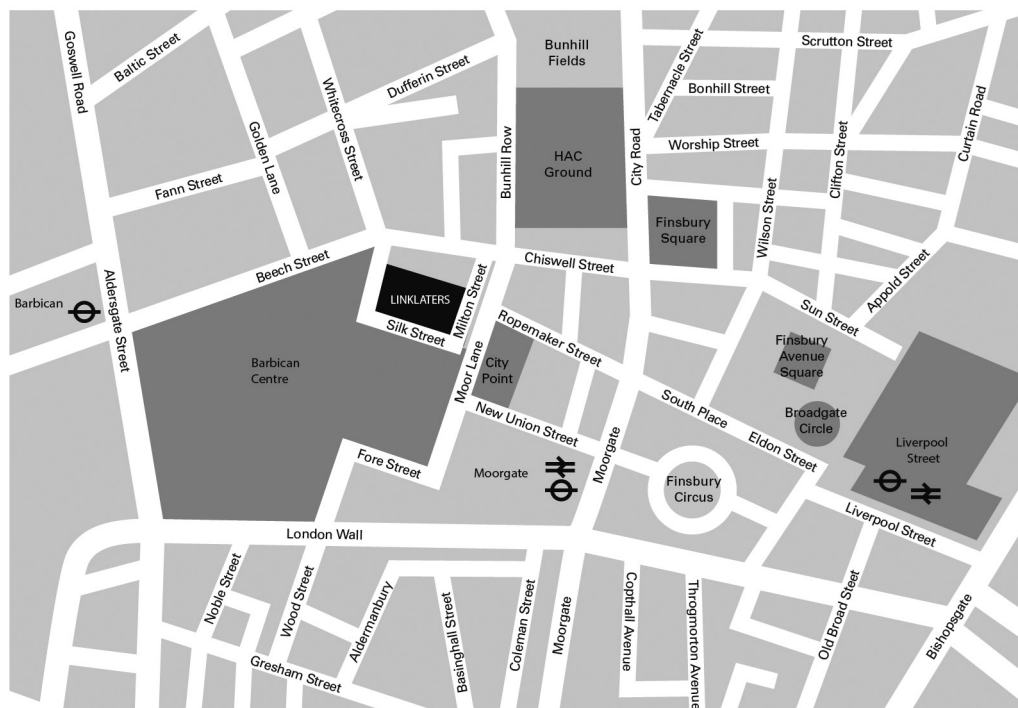 Goswell Road
Baltic Street
Whitecross Street
Dufferin Street
Bunhill
Fields
Tabernacle Street
Scrutton Street
Bonhill Street
Curtain Road
Golden Lane
Fann Street
Bunhill Row
HAC
Ground
City Road
Worship Street
Clifton Street
Wilson Street
Finsbury
Square
Beech Street
Chiswell Street
Appold Street
Barbican
Aldersgate Street
LINKLATERS
Milton Street
Silk Street
Ropemaker Street
Sun Street
Finsbury
Avenue
Square
Barbican
Centre
Moor Lane
City
Point
South Place
Broadgate
Circle
New Union Street
Moorgate
Eldon Street
Liverpool
Street
Fore Street
Moorgate
Finsbury
Circus
Liverpool Street
London Wall
Noble Street
Wood Street
Aldermanbury
Basinghall Street
Coleman Street
Moorgate
Copthall Avenue
Throgmorton Avenue
Old Broad Steet
Bishopsgate
Gresham Street